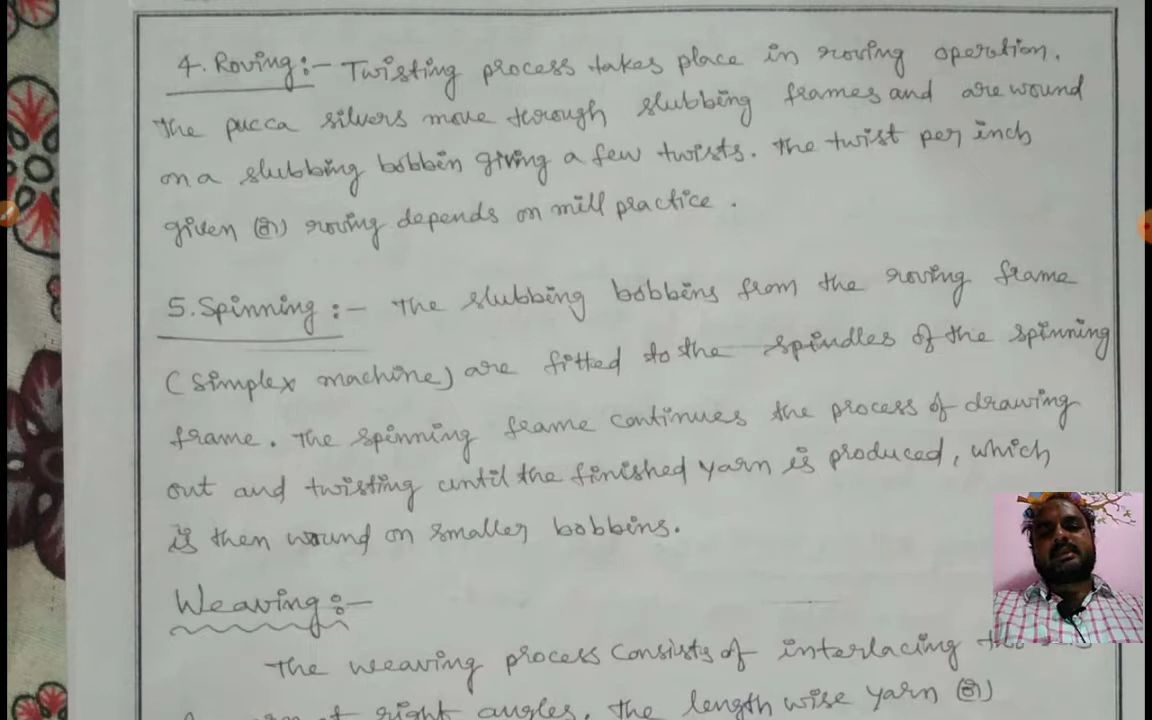 4. Roving:- Twisting process takes place in roving operation.
The pucca silvers move through slubbing frames and are wound
on a slubbing bobbin giving a few twists. The twist per inch
given (இ) roving depends on mill practice.
5. Spinning:- The slubbing bobbins from the roving frame
(simplex machine) are fitted to the spindles of the spinning
frame. The spinning frame continues the process of drawing
out and twisting until the finished yarn is produced, which
is then wound on smaller bobbins.
Weaving:-
The weaving process consists of interlacing
right angles. The length wise yarn